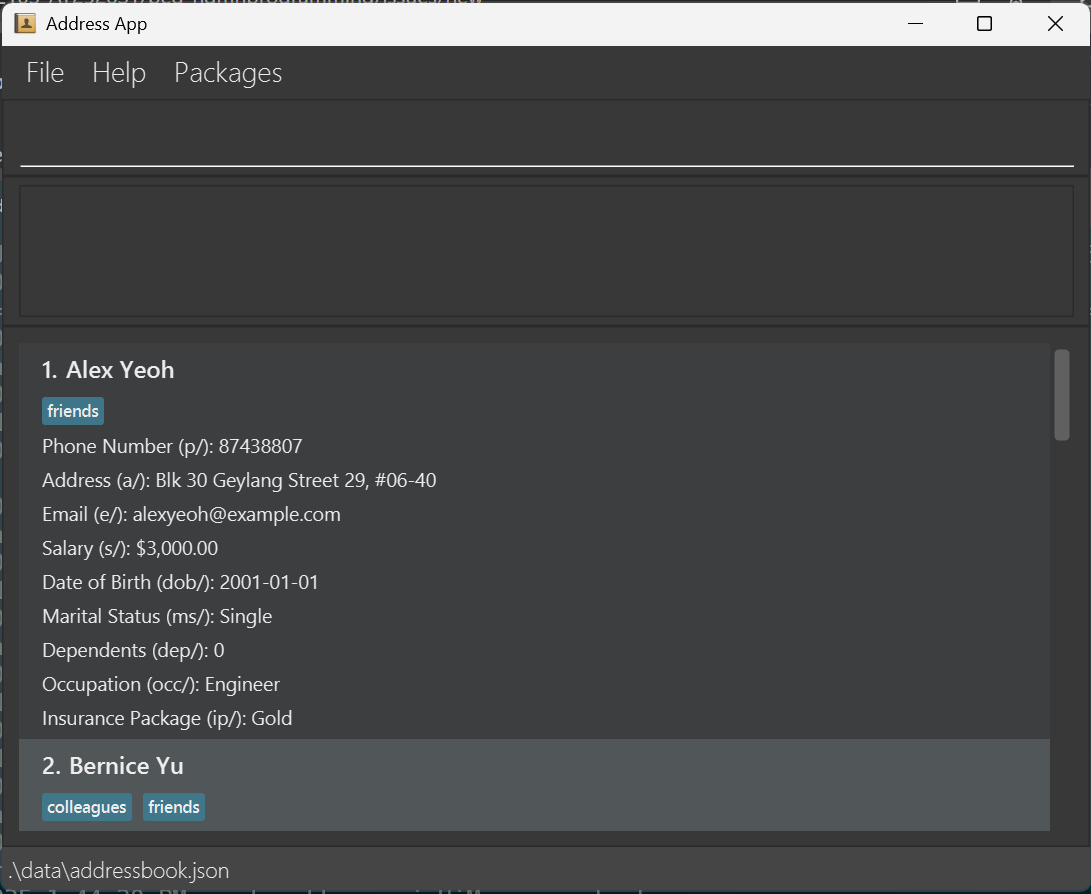 Address App
File Help Packages
1. Alex Yeoh
friends
Phone Number (p/): 87438807
Address (a/): Blk 30 Geylang Street 29, #06-40
Email (e/): alexyeoh@example.com
Salary (s/): $3,000.00
Date of Birth (dob/): 2001-01-01
Marital Status (ms/): Single
Dependents (dep/): 0
Occupation (occ/): Engineer
Insurance Package (ip/): Gold
2. Bernice Yu
colleagues friends
.\data\addressbook.json